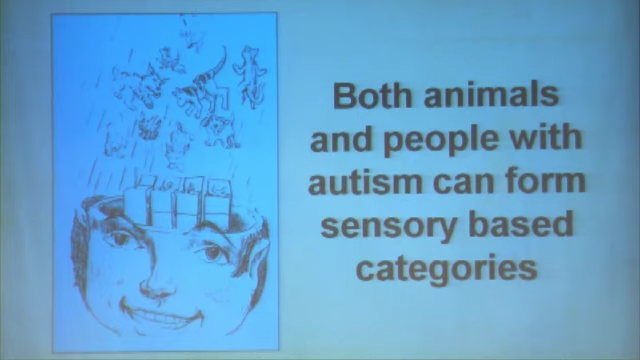 Both animals
and people with
autism can form
sensory based
categories